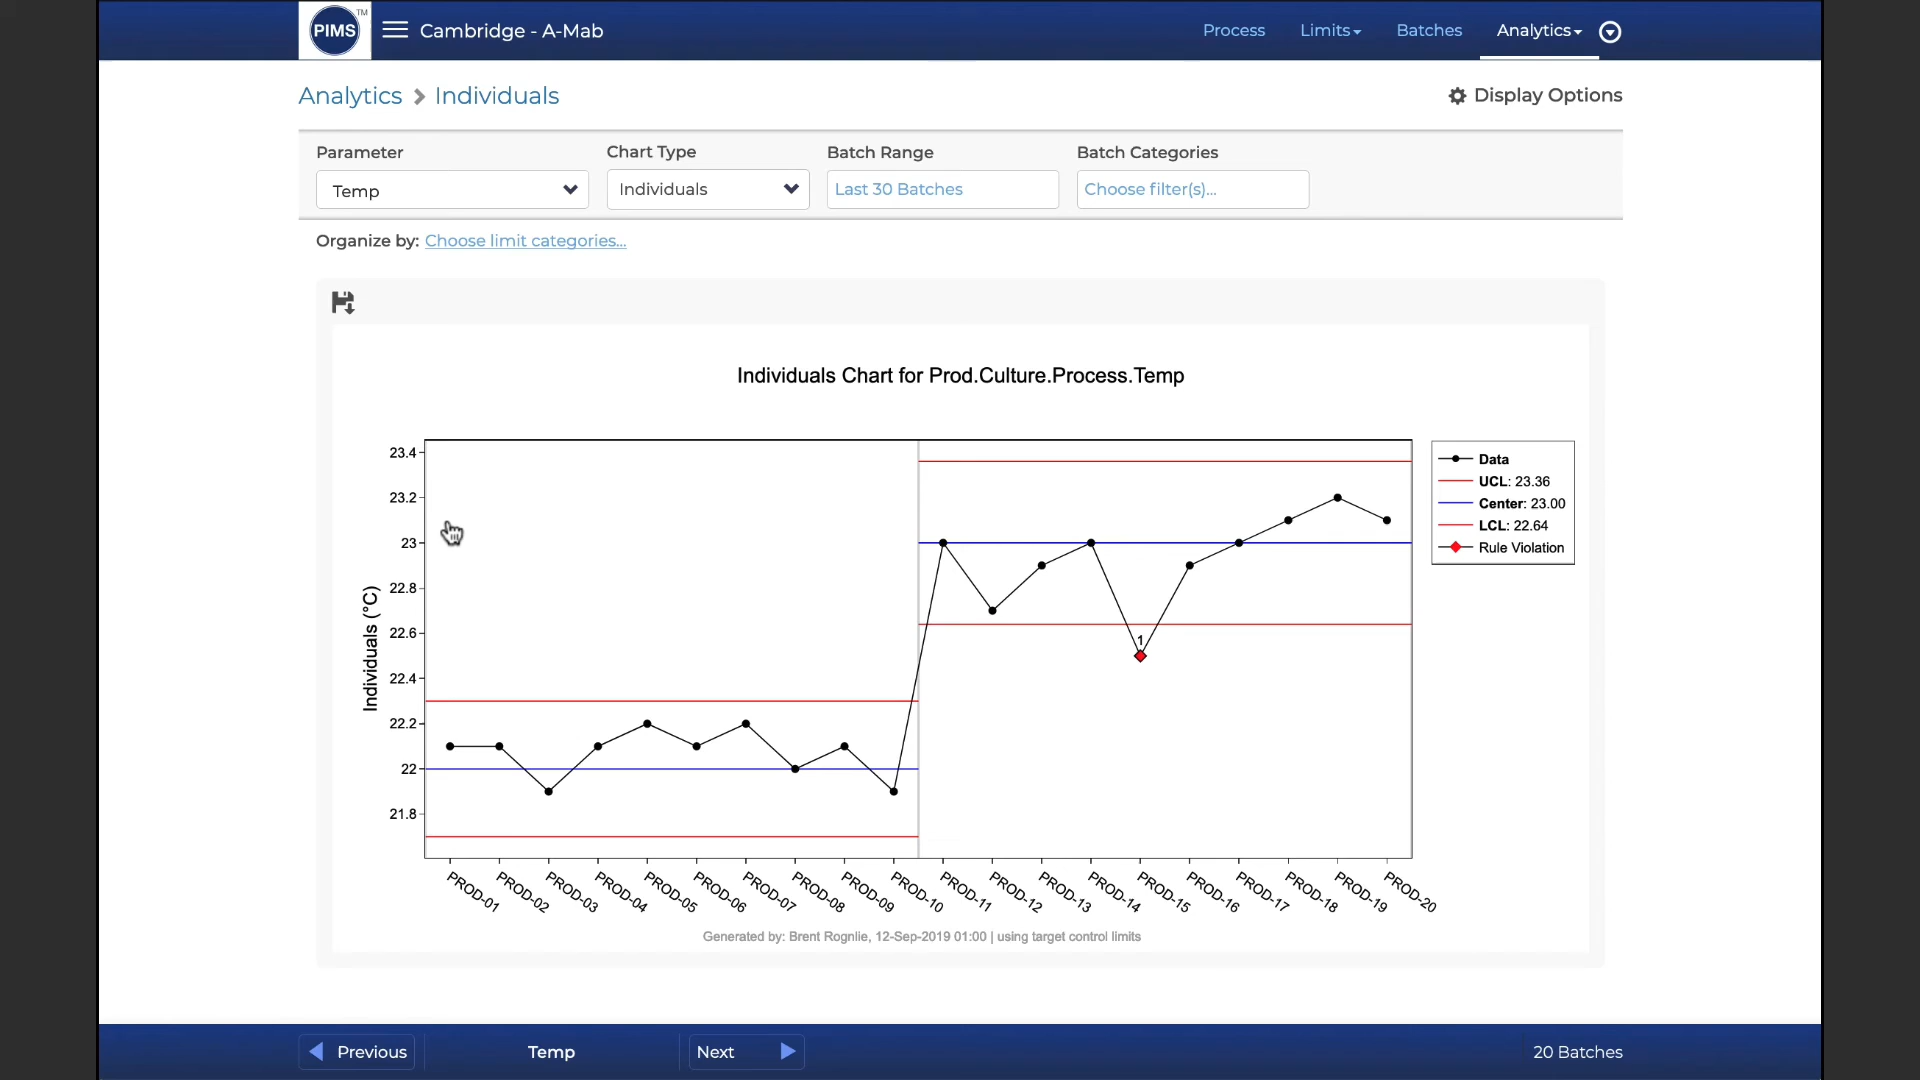 PIMS TM Cambridge - A-Mab Process Limits Batches Analytics
Analytics Individuals Display Options
Parameter Chart Type Batch Range Batch Categories
Temp Individuals Last 30 Batches Choose filter(s)...
Organize by: Choose limit categories...
Individuals Chart for Prod.Culture.Process.Temp
Individuals (°C)
23.4
23.2
23
22.8
22.6
22.4
22.2
22
21.8
1
Data
UCL: 23.36
Center: 23.00
LCL: 22.64
Rule Violation
PROD-01 PROD-02 PROD-03 PROD-04 PROD-05 PROD-06 PROD-07 PROD-08 PROD-09 PROD-10 PROD-11 PROD-12 PROD-13 PROD-14 PROD-15 PROD-16 PROD-17 PROD-18 PROD-19 PROD-20
Generated by: Brent Rognlie, 12-Sep-2019 01:00 | using target control limits
Previous Temp Next 20 Batches